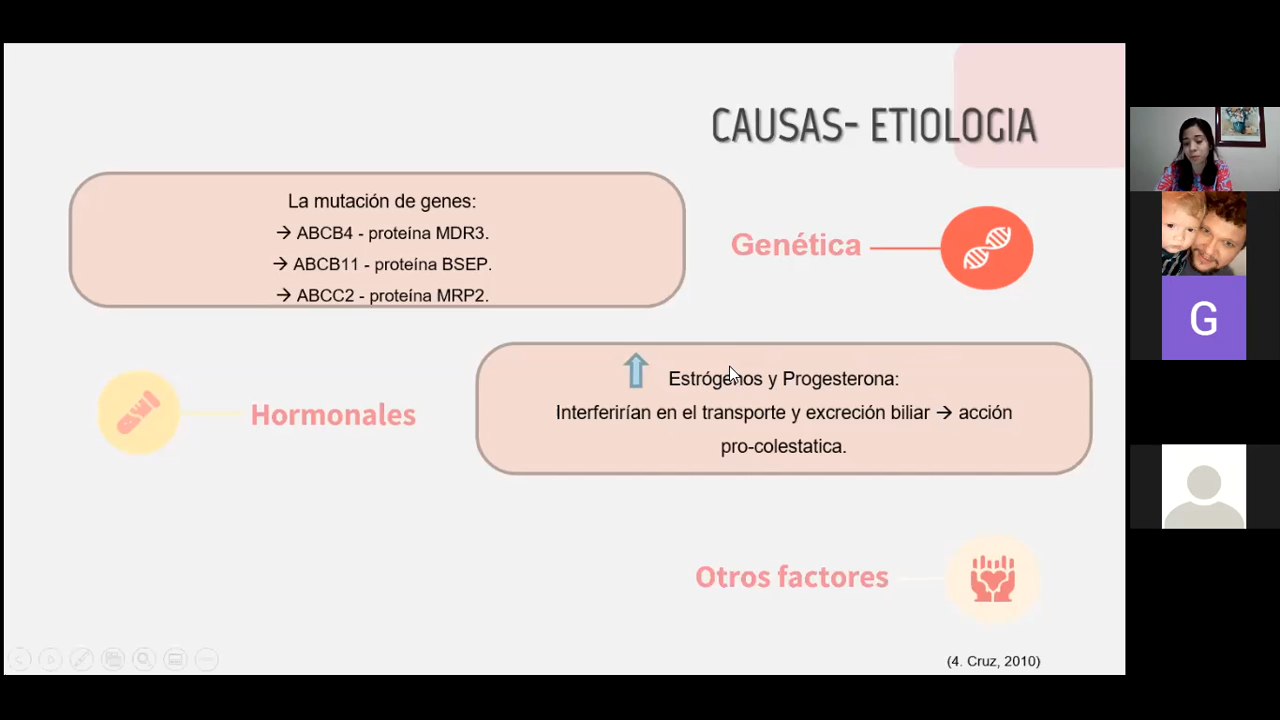 CAUSAS- ETIOLOGIA
La mutación de genes:
→ ABCB4 - proteína MDR3.
→ ABCB11 - proteína BSEP.
→ ABCC2 - proteína MRP2.
Genética
Hormonales
Estrógenos y Progesterona:
Interferirían en el transporte y excreción biliar → acción
pro-colestatica.
Otros factores
(4. Cruz, 2010)
G